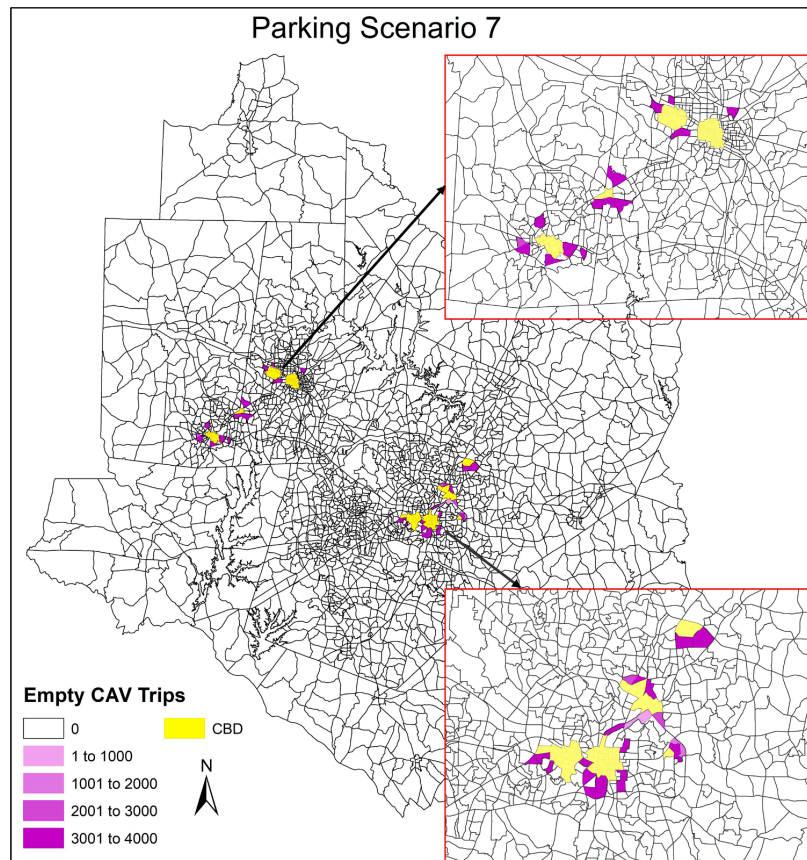 Parking Scenario 7
Empty CAV Trips
0
CBD
1 to 1000
1001 to 2000
2001 to 3000
3001 to 4000
N